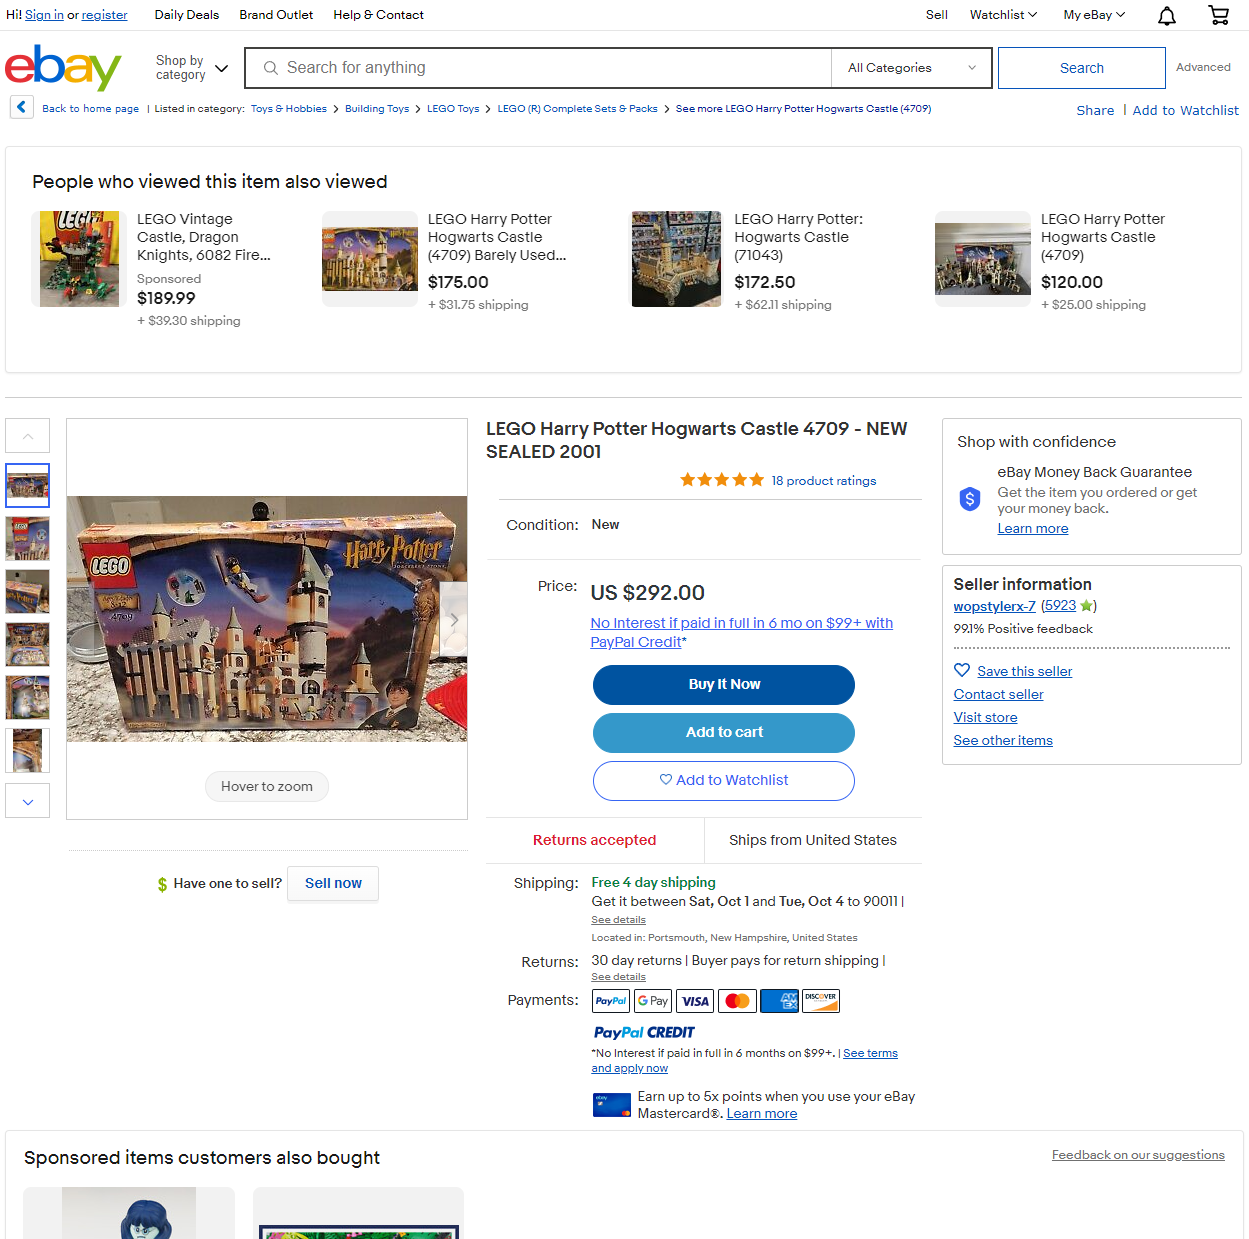 Hi! Sign in or register Daily Deals Brand Outlet Help & Contact Sell Watchlist My eBay
ebay Shop by category Search for anything All Categories Search Advanced
Back to home page | Listed in category: Toys & Hobbies > Building Toys > LEGO Toys > LEGO (R) Complete Sets & Packs > See more LEGO Harry Potter Hogwarts Castle (4709)
Share | Add to Watchlist
People who viewed this item also viewed
LEGO Vintage
Castle, Dragon
Knights, 6082 Fire...
Sponsored
$189.99
+ $39.30 shipping
LEGO Harry Potter
Hogwarts Castle
(4709) Barely Used...
$175.00
+ $31.75 shipping
LEGO Harry Potter:
Hogwarts Castle
(71043)
$172.50
+ $62.11 shipping
LEGO Harry Potter
Hogwarts Castle
(4709)
$120.00
+ $25.00 shipping
LEGO
Harry Potter
4709
Hover to zoom
$ Have one to sell? Sell now
LEGO Harry Potter Hogwarts Castle 4709 - NEW
SEALED 2001
18 product ratings
Condition: New
Price: US $292.00
No Interest if paid in full in 6 mo on $99+ with
PayPal Credit*
Buy It Now
Add to cart
Add to Watchlist
Returns accepted Ships from United States
Shipping: Free 4 day shipping
Get it between Sat, Oct 1 and Tue, Oct 4 to 90011 |
See details
Located in: Portsmouth, New Hampshire, United States
Returns: 30 day returns | Buyer pays for return shipping |
See details
Payments: PayPal G Pay VISA AMEX DISCOVER
PayPal CREDIT
*No Interest if paid in full in 6 months on $99+. | See terms
and apply now
Earn up to 5x points when you use your eBay
Mastercard®. Learn more
Shop with confidence
eBay Money Back Guarantee
Get the item you ordered or get
your money back.
Learn more
Seller information
wopstylerx-7 (5923)
99.1% Positive feedback
Save this seller
Contact seller
Visit store
See other items
Sponsored items customers also bought
Feedback on our suggestions